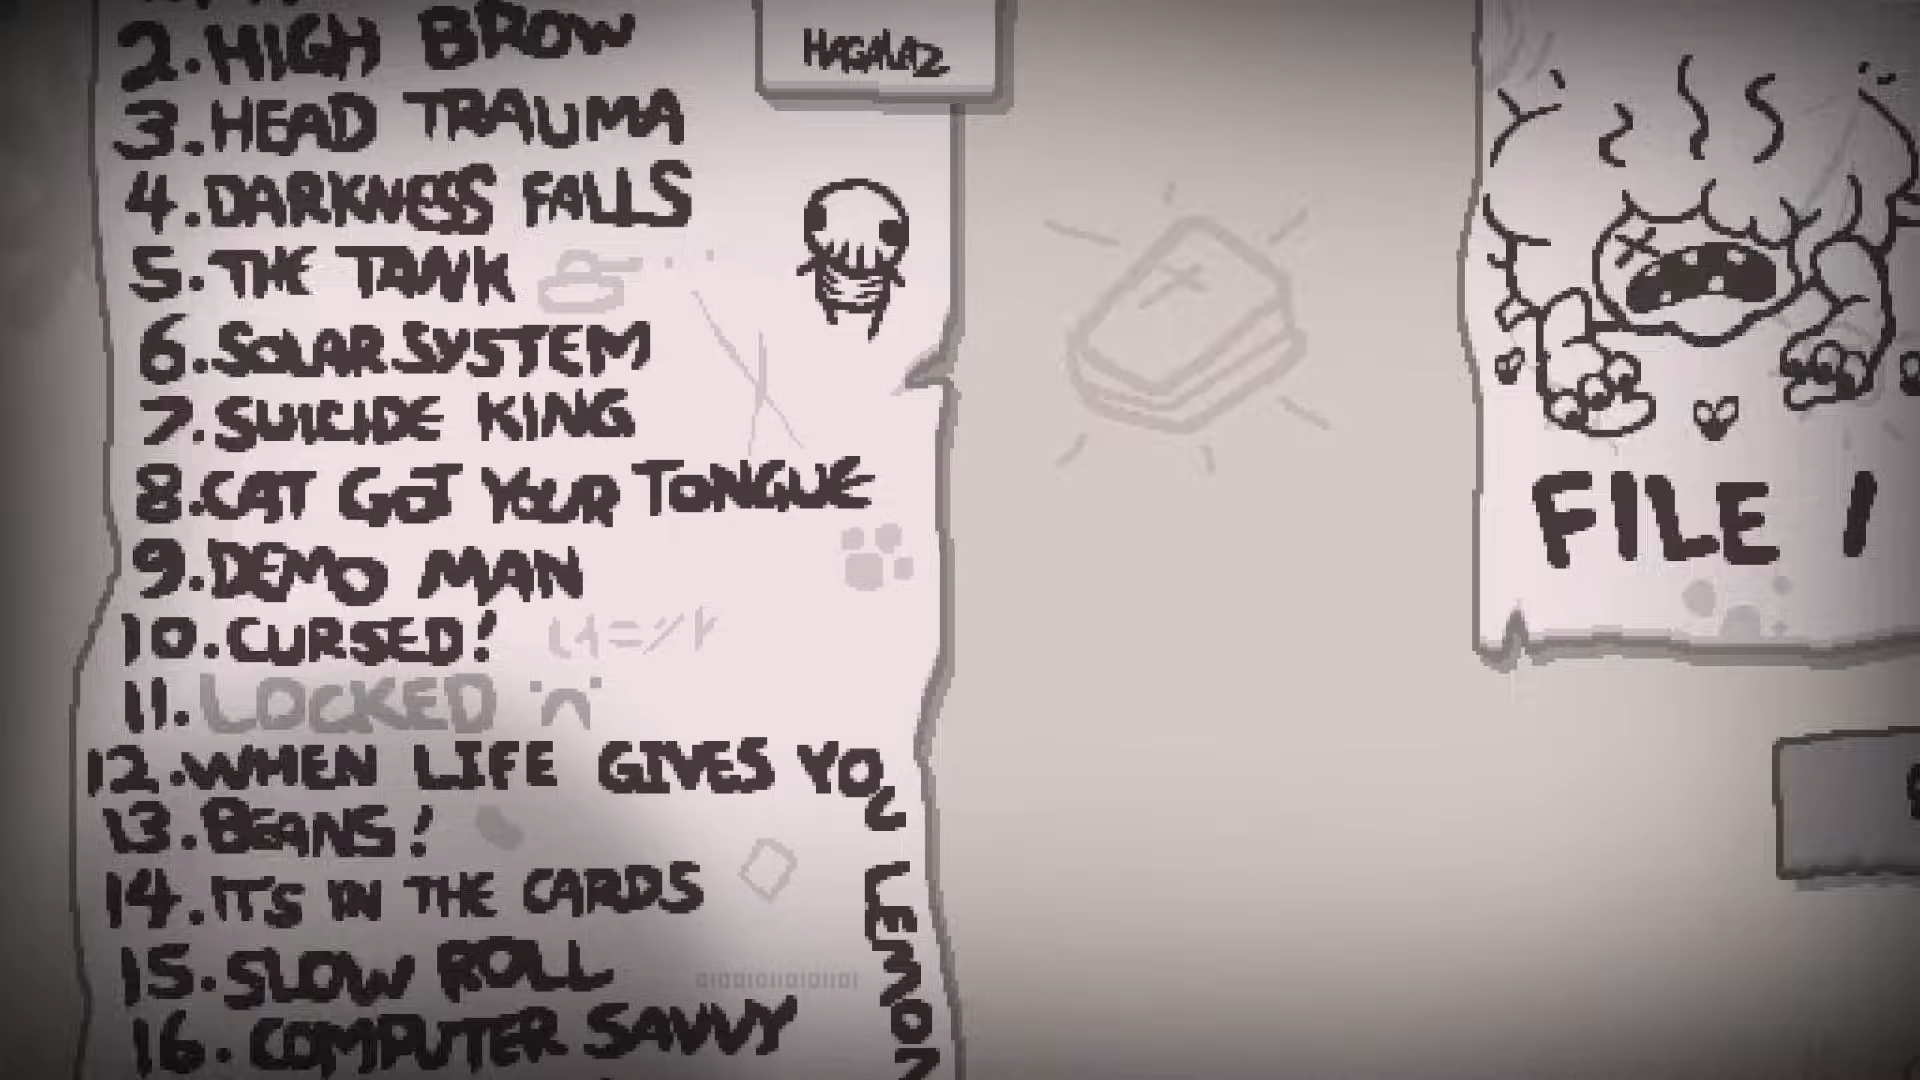 2. HIGH BROW
HAGALAZ
3. HEAD TRAUMA
4. DARKNESS FALLS
5. THE TANK
6. SOLAR SYSTEM
7. SUICIDE KING
8. CAT GOT YOUR TONGUE
9. DEMO MAN
10. CURSED!
11. LOCKED
12. WHEN LIFE GIVES YOU LEMON
13. BEANS!
14. IT'S IN THE CARDS
15. SLOW ROLL
16. COMPUTER SAVVY
FILE 1